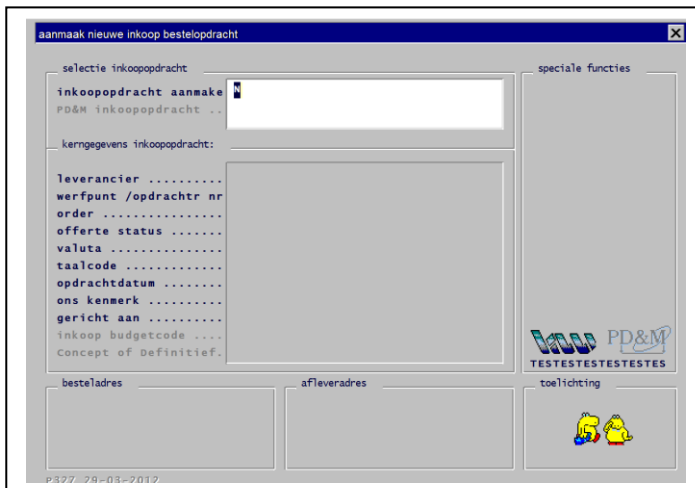 aanmaak nieuwe inkoop bestelopdracht
selectie inkoopopdracht
speciale functies
inkoopopdracht aanmake N
PD&M inkoopopdracht ..
kerngegevens inkoopopdracht:
leverancier ..........
werfpunt /opdrachtr nr
order ................
offerte status .......
valuta ...............
taalcode .............
opdrachtdatum ........
ons kenmerk ..........
gericht aan ..........
inkoop budgetcode ....
Concept of Definitief.
PD&M
TESTESTESTESTESTES
besteladres
afleveradres
toelichting
P327 29-03-2012